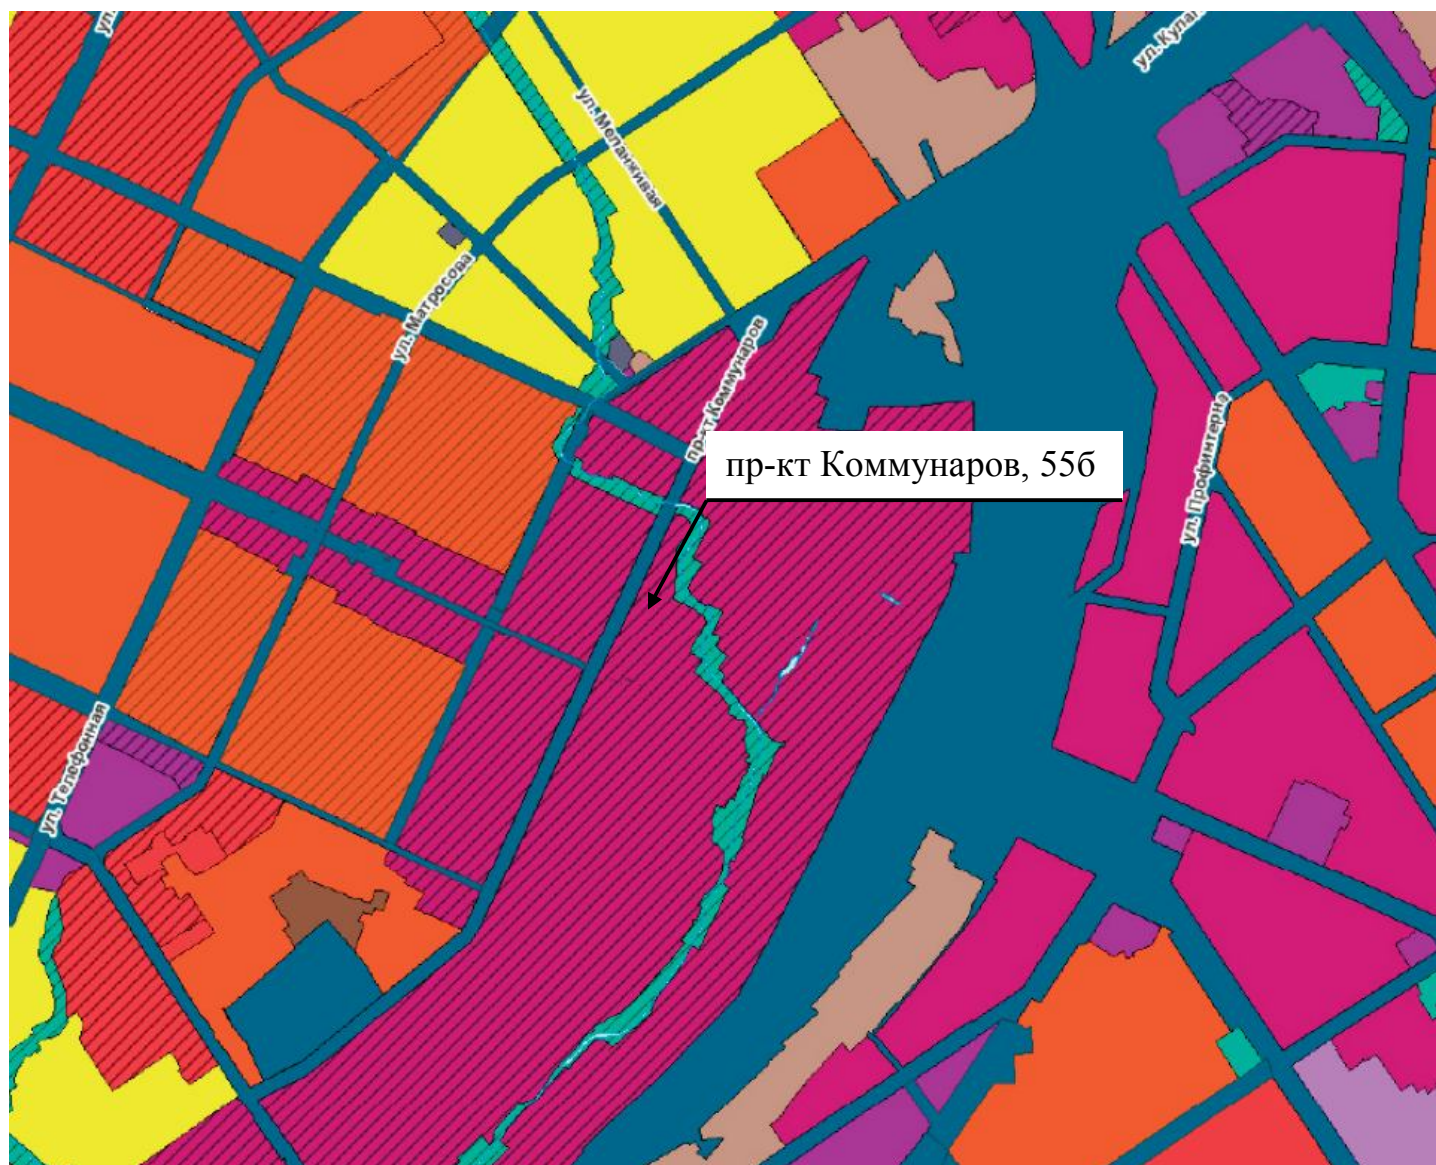 ул. Меланжевая
ул. Матросова
пр-кт Коммунаров
пр-кт Коммунаров, 55б
ул. Профинтерна
ул. Телефонная